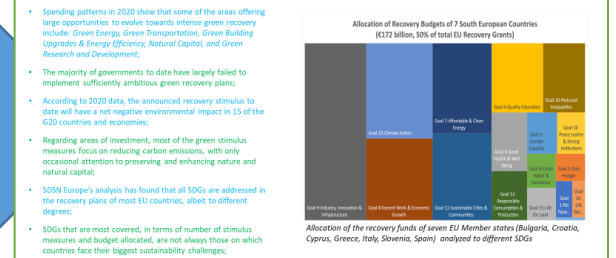 • Spending patterns in 2020 show that some of the areas offering
large opportunities to evolve towards intense green recovery
include: Green Energy, Green Transportation, Green Building
Upgrades & Energy Efficiency, Natural Capital, and Green
Research and Development;
• The majority of governments to date have largely failed to
implement sufficiently ambitious green recovery plans;
• According to 2020 data, the announced recovery stimulus to
date will have a net negative environmental impact in 15 of the
G20 countries and economies;
• Regarding areas of investment, most of the green stimulus
measures focus on reducing carbon emissions, with only
occasional attention to preserving and enhancing nature and
natural capital;
• SDSN Europe's analysis has found that all SDGs are addressed in
the recovery plans of most EU countries, albeit to different
degrees;
• SDGs that are most covered, in terms of number of stimulus
measures and budget allocated, are not always those on which
countries face their biggest sustainability challenges;
Allocation of Recovery Budgets of 7 South European Countries
(€172 billion, 50% of total EU Recovery Grants)
Goal 9-Industry, Innovation &
Infrastructure
Goal 13-Climate Action
Goal 8-Decent Work & Economic
Growth
Goal 7-Affordable & Clean
Energy
Goal 11-Sustainable Cities &
Communities
Goal 4-Quality Education
Goal 10-Reduced
Inequalities
Goal 3-Good
Health & Well
Being
Goal 12-
Responsible
Consumption &
Production
Goal 5-
Gender
Equality
Goal 16-
Peace Justice
& Strong
Institutions
Goal 6-Clean
Water &
Sanitation
Goal 2-Zero
Hunger
Goal 15-Life
On Land
Goal
1-No
Pove...
Goal
14-
Allocation of the recovery funds of seven EU Member states (Bulgaria, Croatia,
Cyprus, Greece, Italy, Slovenia, Spain) analyzed to different SDGs